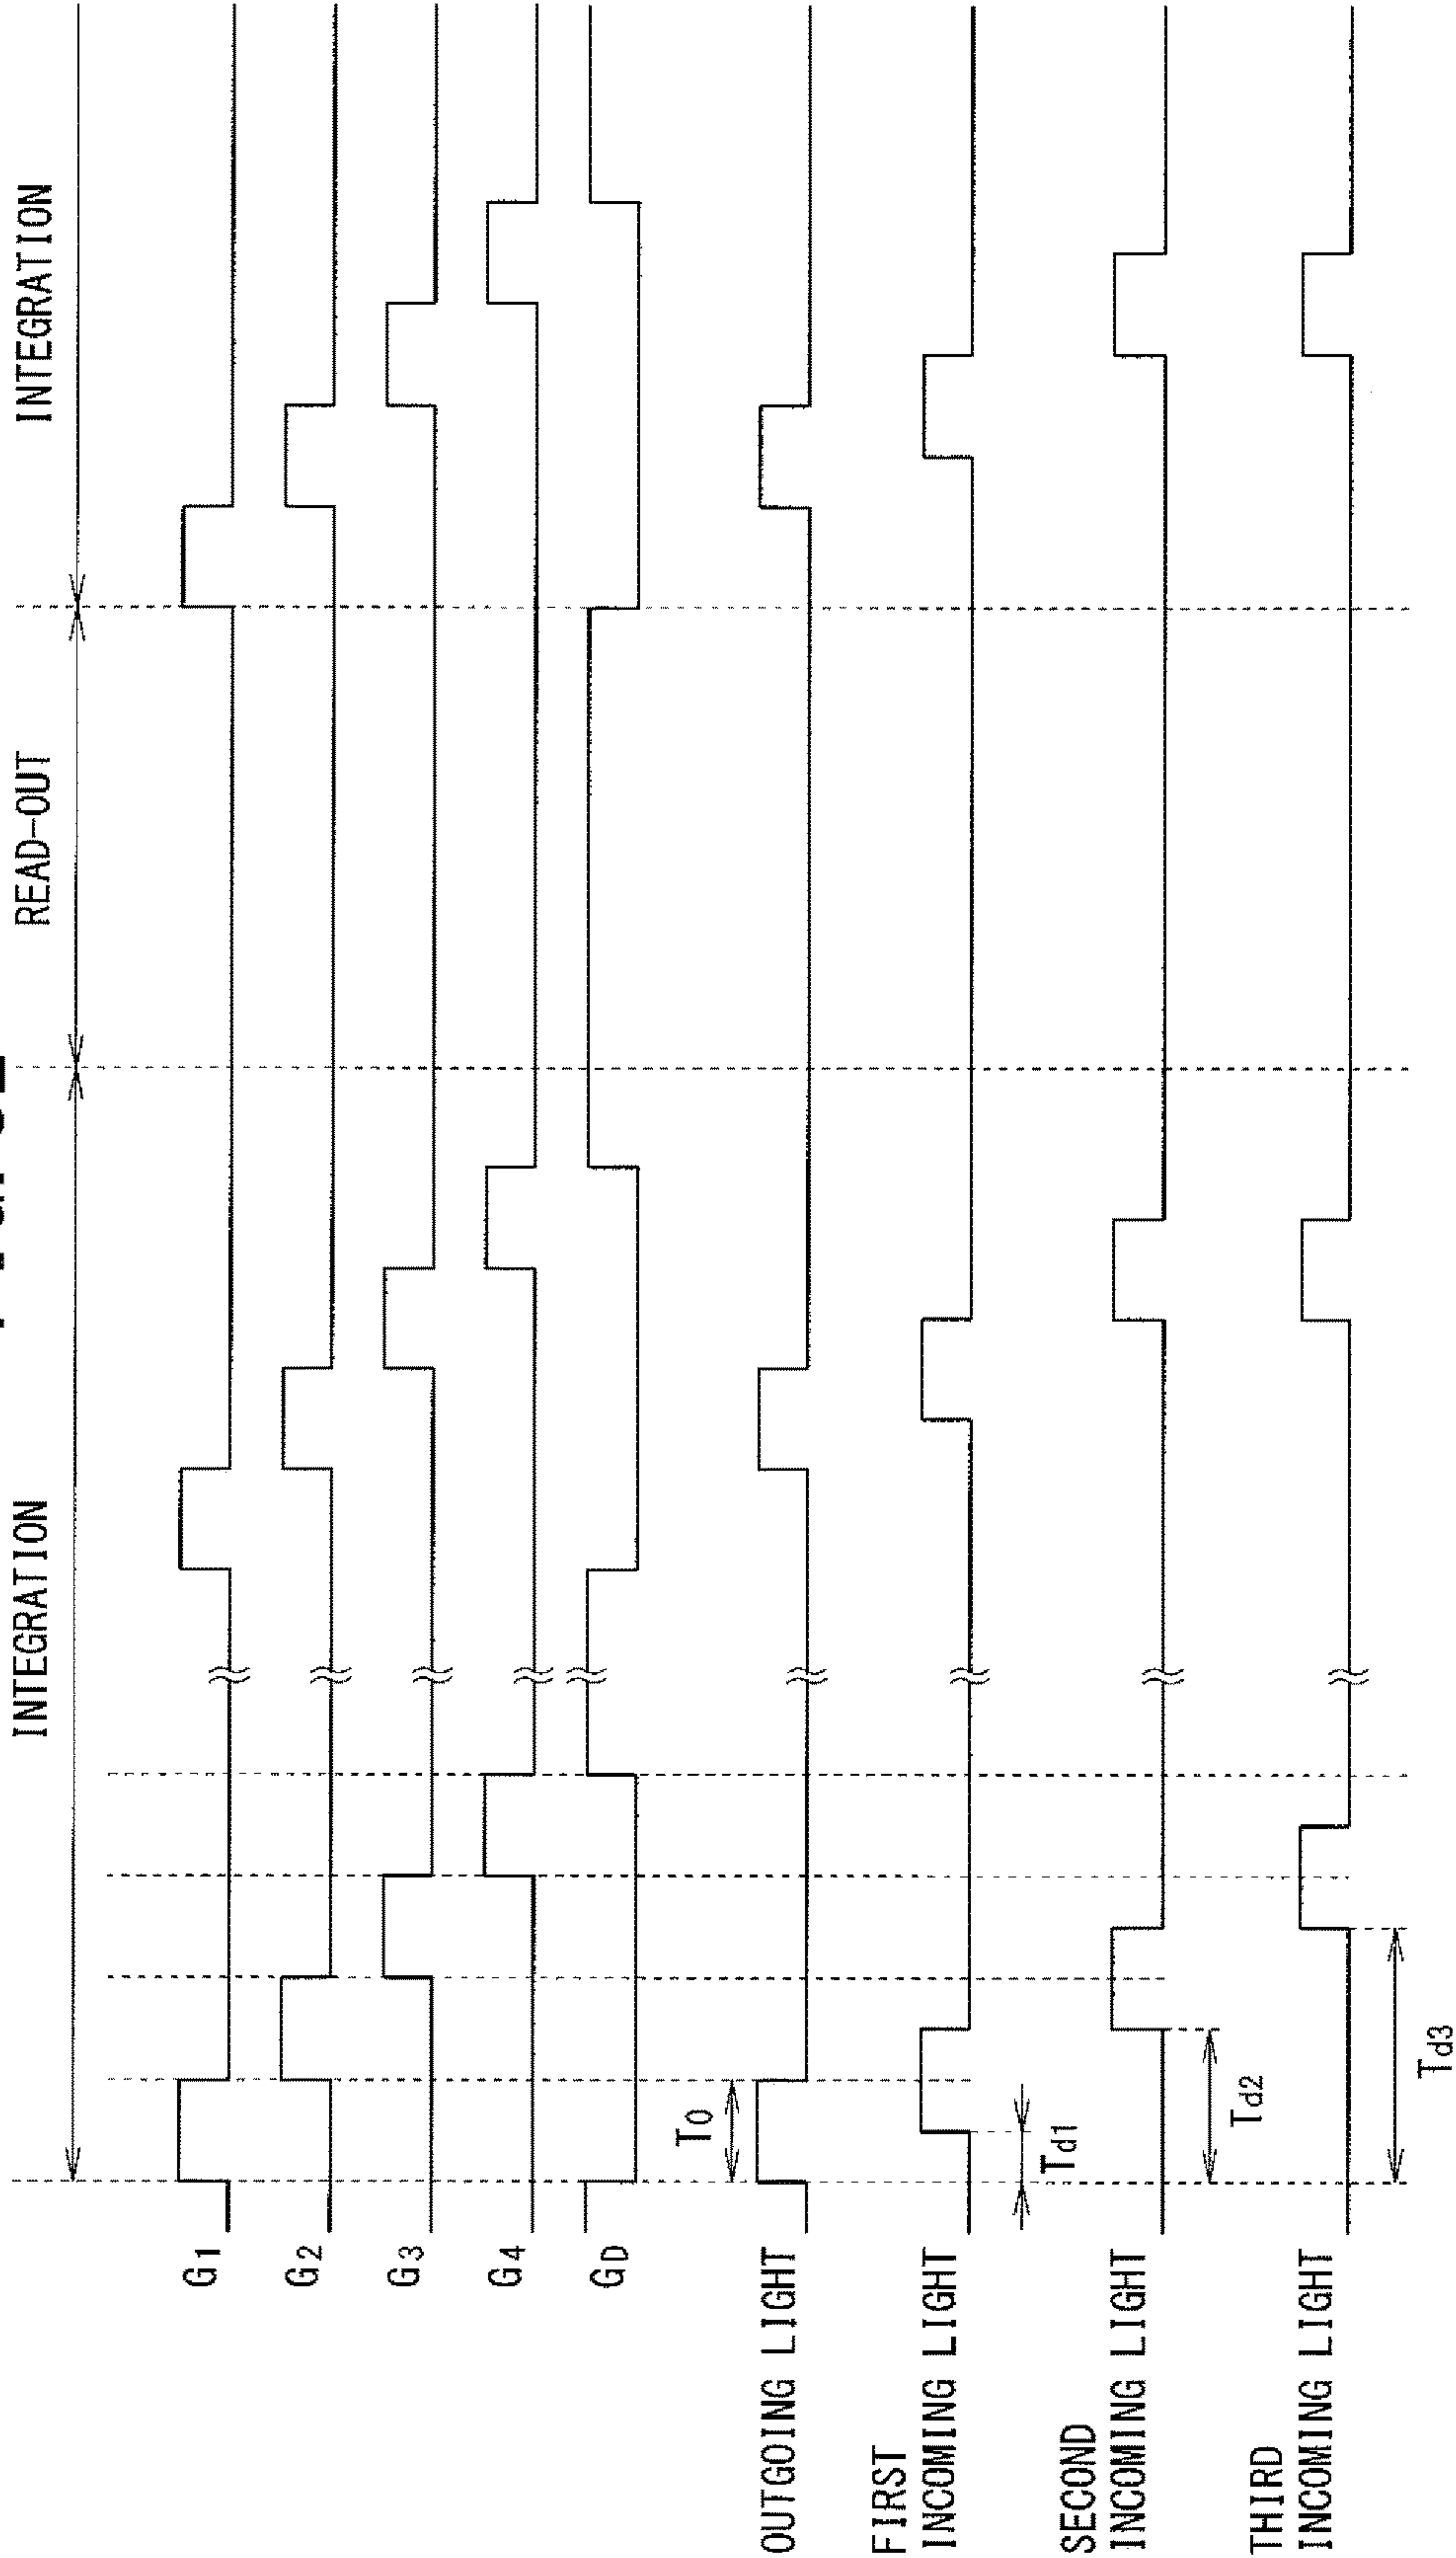 INTEGRATION
READ-OUT
INTEGRATION
G1
G2
G3
G4
GD
T0
OUTGOING LIGHT
FIRST
INCOMING LIGHT
Td1
SECOND
INCOMING LIGHT
Td2
THIRD
INCOMING LIGHT
Td3